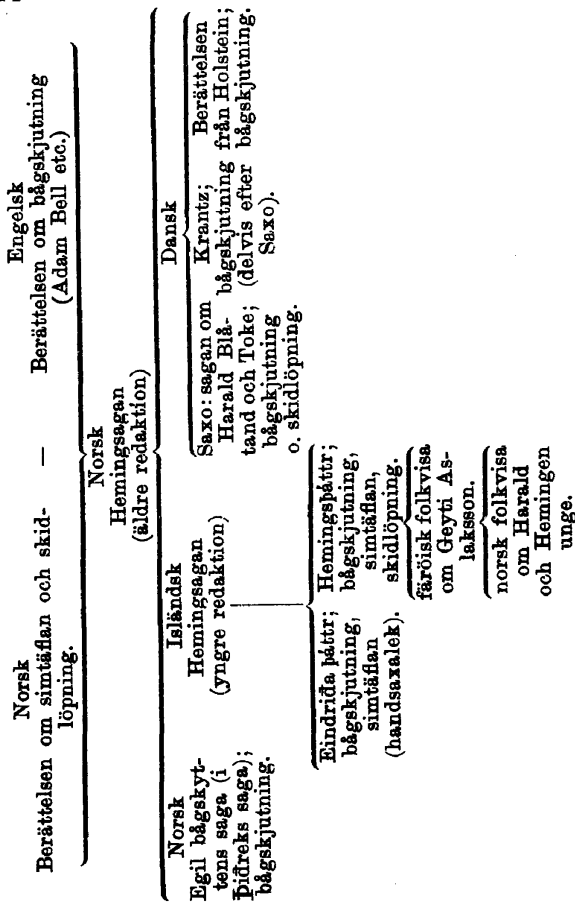 Norsk
Berättelsen om simtäflan och skid-
löpning.
—
Engelsk
Berättelsen om bågskjutning
(Adam Bell etc.)
Norsk
Hemingsagan
(äldre redaktion)
Norsk
Egil bågskyt-
tens saga (i
Þiðreks saga);
bågskjutning.
Isländsk
Hemingsagan
(yngre redaktion)
Eindriða þáttr;
bågskjutning,
simtäflan
(handsaxalek).
Hemingsþáttr;
bågskjutning,
simtäflan,
skidlöpning.
färöisk folkvisa
om Geyti As-
laksson.
norsk folkvisa
om Harald
och Hemingen
unge.
Dansk
Saxo: sagan om
Harald Blå-
tand och Toke;
bågskjutning
o. skidlöpning.
Krantz;
bågskjutning
(delvis efter
Saxo).
Berättelsen
från Holstein;
bågskjutning.